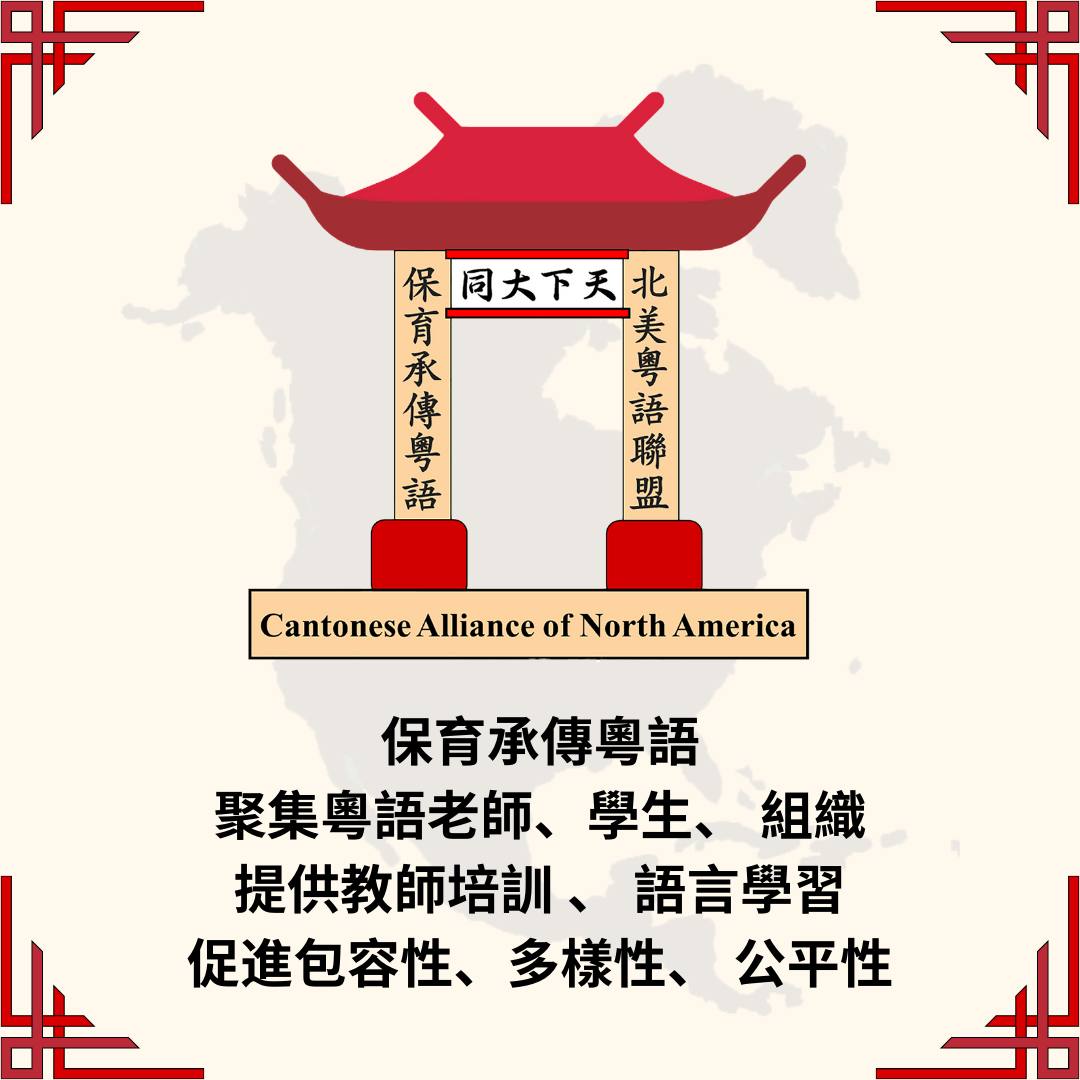 天下大同
北美粵語聯盟
保育承傳粵語
Cantonese Alliance of North America
保育承傳粵語
聚集粵語老師、學生、 組織
提供教師培訓 、 語言學習
促進包容性、多樣性、 公平性